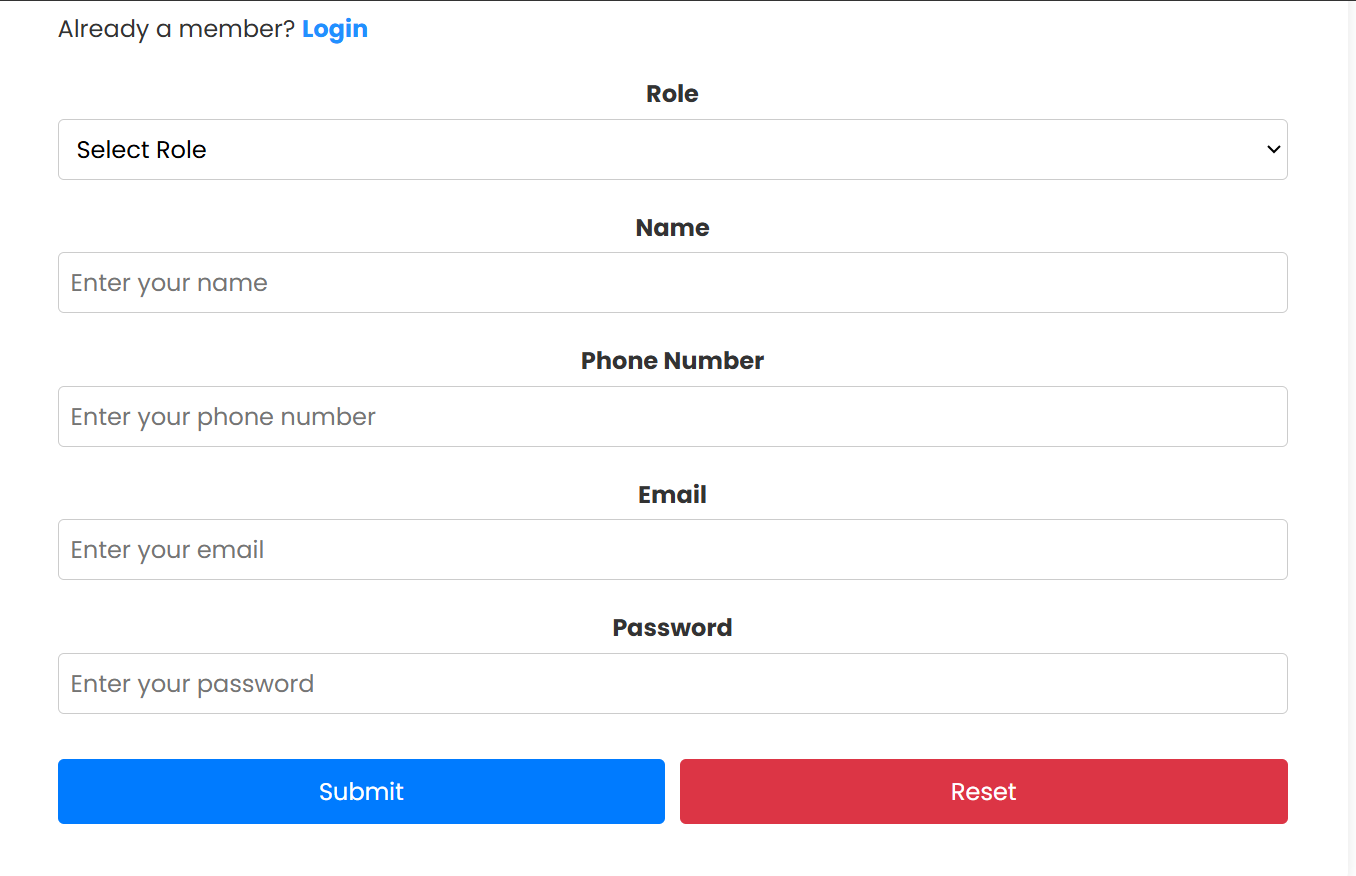 Already a member? Login
Role
Select Role
Name
Enter your name
Phone Number
Enter your phone number
Email
Enter your email
Password
Enter your password
Submit Reset